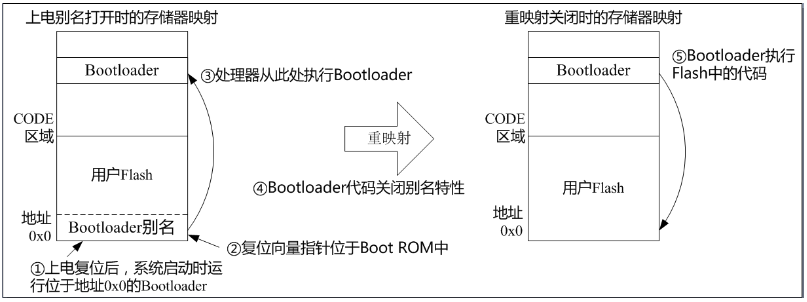 上电别名打开时的存储器映射
Bootloader
③处理器从此处执行Bootloader
CODE
区域
用户Flash
地址
0x0
Bootloader别名
②复位向量指针位于Boot ROM中
①上电复位后，系统启动时运
行位于地址0x0的Bootloader
重映射
④Bootloader代码关闭别名特性
重映射关闭时的存储器映射
Bootloader
⑤Bootloader执行
Flash中的代码
CODE
区域
用户Flash
地址
0x0